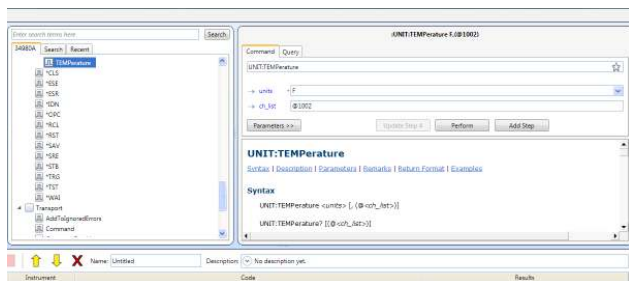 :UNIT:TEMPerature F,(@1002)
Enter search terms here
Search
34980A Search Recent
TEMPerature
*CLS
*ESE
*ESR
*IDN
*OPC
*RCL
*RST
*SAV
*SRE
*STB
*TRG
*TST
*WAI
Transport
AddToIgnoredErrors
Command
Command Query
UNIT:TEMPerature
units F
ch_list @1002
Parameters >> Update Step 4 Perform Add Step
UNIT:TEMPerature
Syntax | Description | Parameters | Remarks | Return Format | Examples
Syntax
UNIT:TEMPerature <units> [, (@<ch_list>)]
UNIT:TEMPerature? [(@<ch_list>)]
Name: Untitled Description: No description yet.
Instrument Code Results